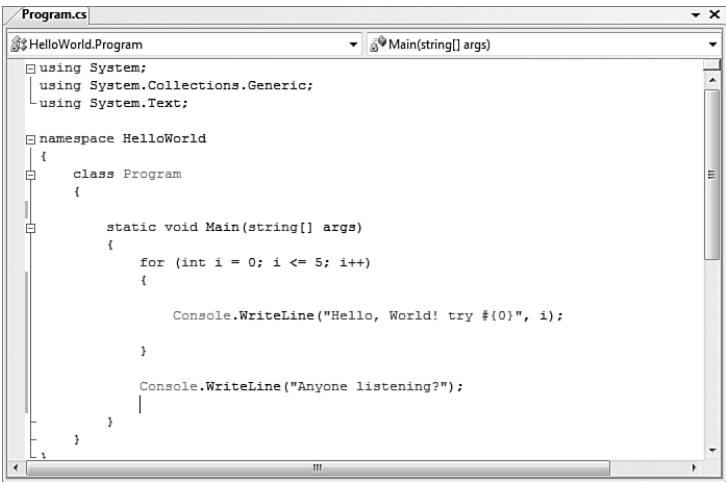 Program.cs
HelloWorld.Program Main(string[] args)
using System;
using System.Collections.Generic;
using System.Text;
namespace HelloWorld
{
class Program
{
static void Main(string[] args)
{
for (int i = 0; i <= 5; i++)
{
Console.WriteLine("Hello, World! try #{0}", i);
}
Console.WriteLine("Anyone listening?");
}
}
}